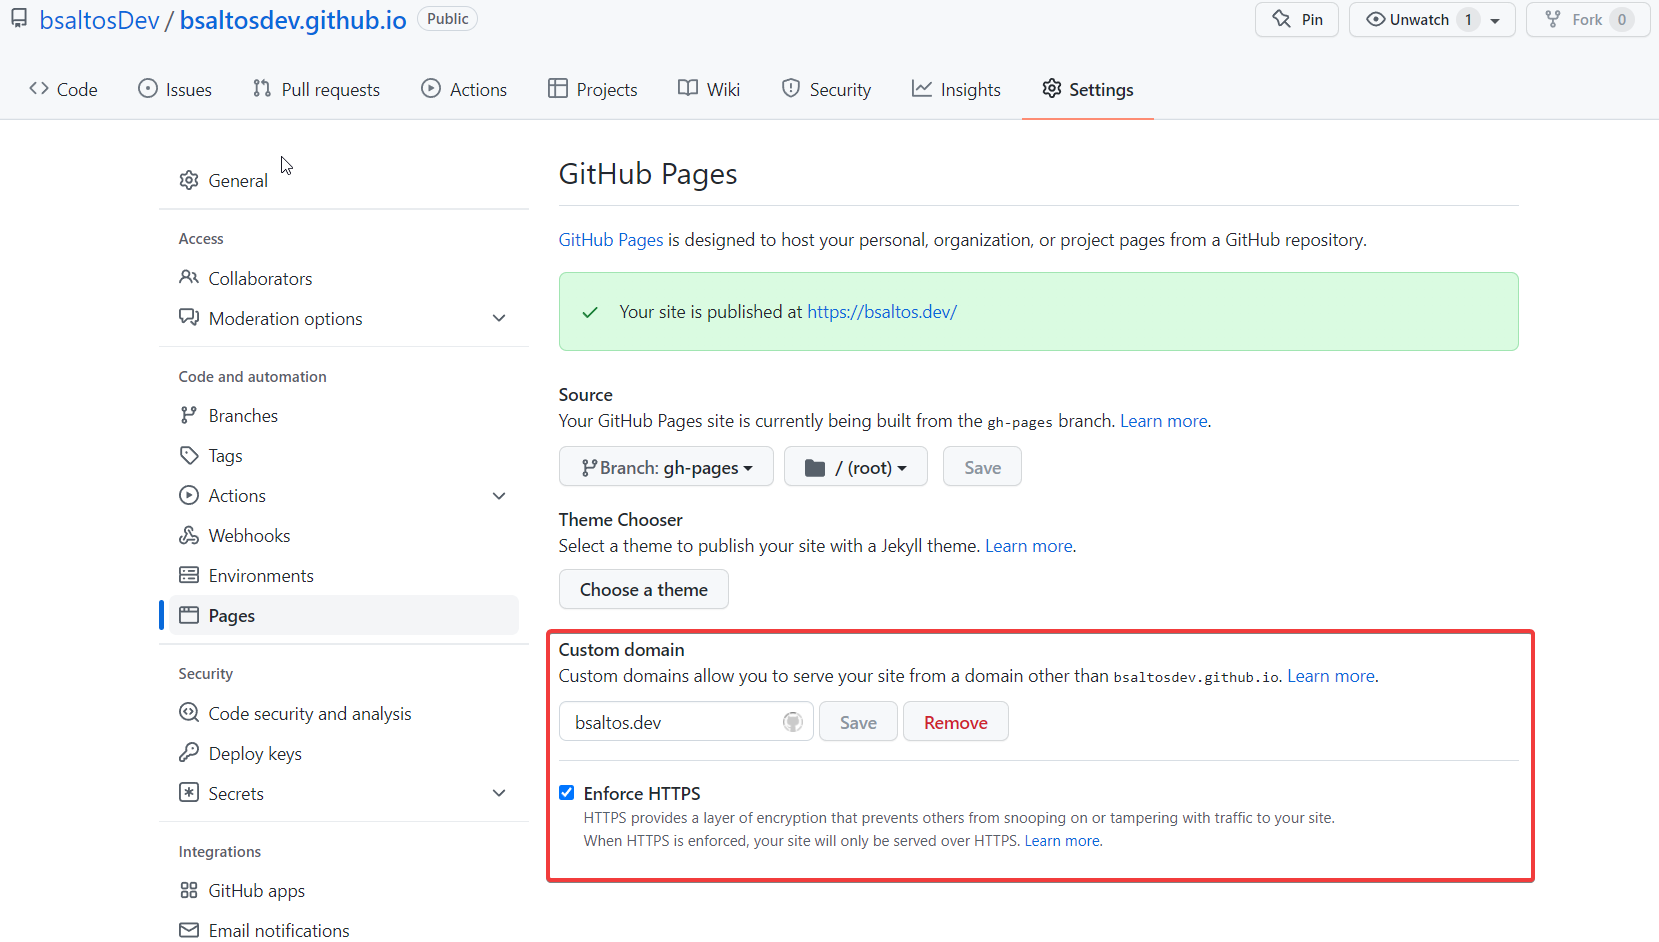 bsaltosDev / bsaltosdev.github.io Public
Pin Unwatch 1 Fork 0
Code Issues Pull requests Actions Projects Wiki Security Insights Settings
General
Access
Collaborators
Moderation options
Code and automation
Branches
Tags
Actions
Webhooks
Environments
Pages
Security
Code security and analysis
Deploy keys
Secrets
Integrations
GitHub apps
Email notifications
GitHub Pages
GitHub Pages is designed to host your personal, organization, or project pages from a GitHub repository.
Your site is published at https://bsaltos.dev/
Source
Your GitHub Pages site is currently being built from the gh-pages branch. Learn more.
Branch: gh-pages / (root) Save
Theme Chooser
Select a theme to publish your site with a Jekyll theme. Learn more.
Choose a theme
Custom domain
Custom domains allow you to serve your site from a domain other than bsaltosdev.github.io. Learn more.
bsaltos.dev Save Remove
Enforce HTTPS
HTTPS provides a layer of encryption that prevents others from snooping on or tampering with traffic to your site.
When HTTPS is enforced, your site will only be served over HTTPS. Learn more.